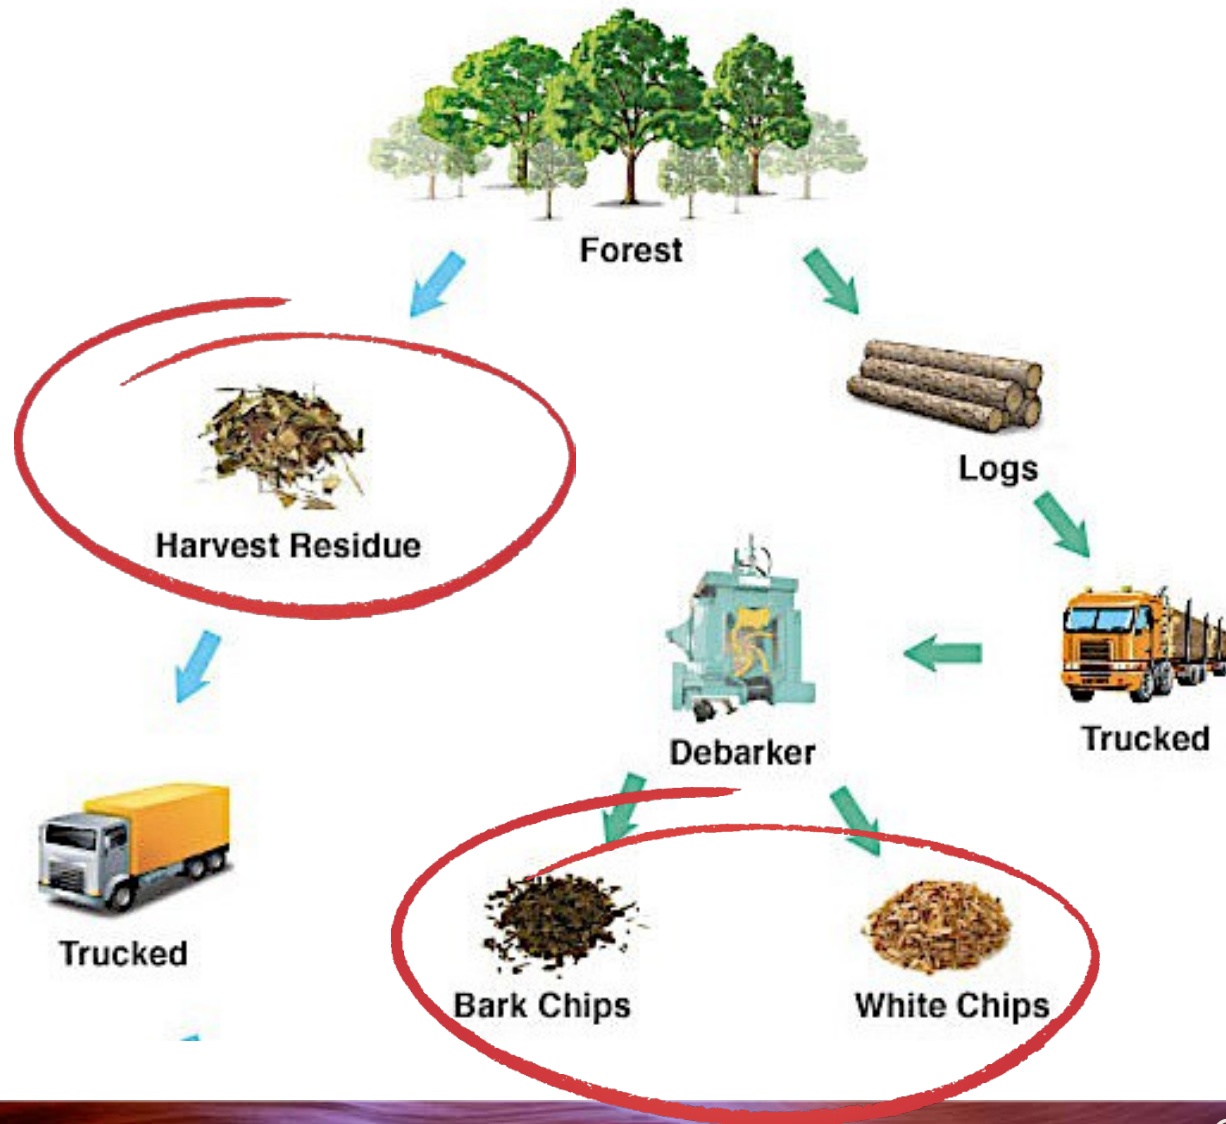 Forest
Logs
Harvest Residue
Trucked
Debarker
Trucked
Bark Chips
White Chips